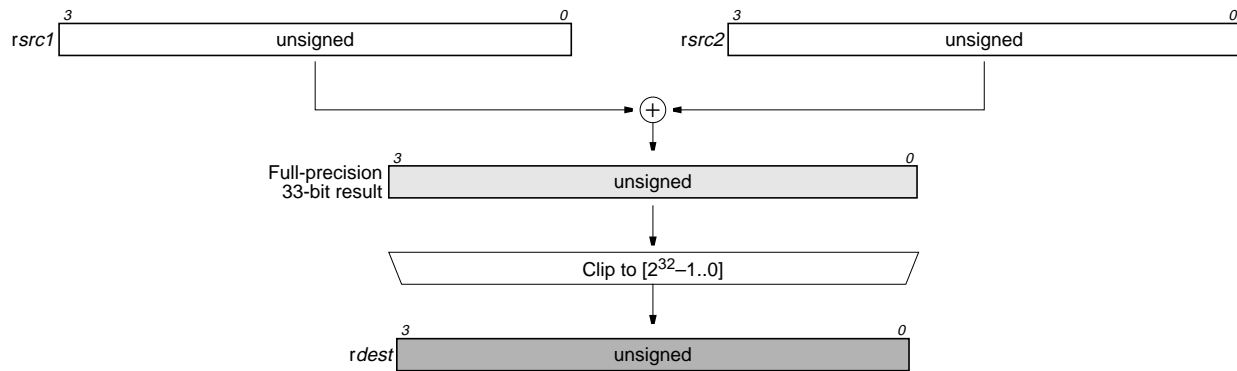 3 0 3 0
rsrc1 unsigned rsrc2 unsigned
+
3 0
Full-precision
33-bit result
unsigned
Clip to [2³²–1..0]
3 0
rdest unsigned